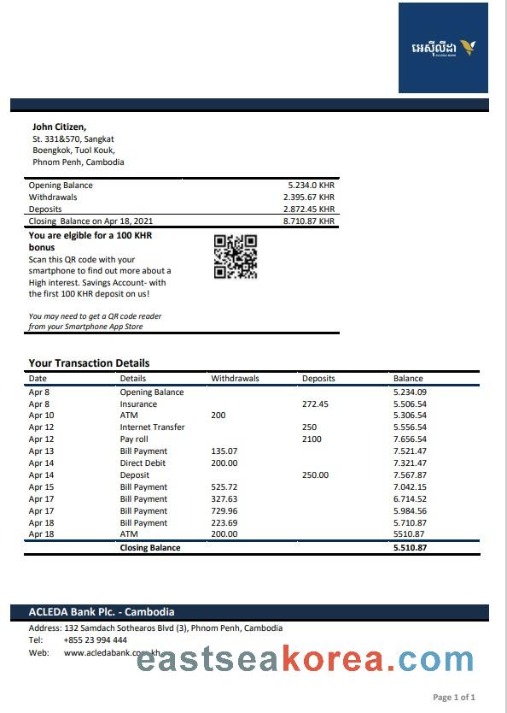 អេស៊ីលីដា
ACLEDA BANK
John Citizen,
St. 331&570, Sangkat
Boengkok, Tuol Kouk,
Phnom Penh, Cambodia
Opening Balance 5.234.0 KHR
Withdrawals 2.395.67 KHR
Deposits 2.872.45 KHR
Closing Balance on Apr 18, 2021 8.710.87 KHR
You are elgible for a 100 KHR
bonus
Scan this QR code with your
smartphone to find out more about a
High interest. Savings Account- with
the first 100 KHR deposit on us!
You may need to get a QR code reader
from your Smartphone App Store
Your Transaction Details
Date Details Withdrawals Deposits Balance
Apr 8 Opening Balance 5.234.09
Apr 8 Insurance 272.45 5.506.54
Apr 10 ATM 200 5.306.54
Apr 12 Internet Transfer 250 5.556.54
Apr 12 Pay roll 2100 7.656.54
Apr 13 Bill Payment 135.07 7.521.47
Apr 14 Direct Debit 200.00 7.321.47
Apr 14 Deposit 250.00 7.567.87
Apr 15 Bill Payment 525.72 7.042.15
Apr 17 Bill Payment 327.63 6.714.52
Apr 17 Bill Payment 729.96 5.984.56
Apr 18 Bill Payment 223.69 5.710.87
Apr 18 ATM 200.00 5510.87
Closing Balance 5.510.87
ACLEDA Bank Plc. - Cambodia
Address: 132 Samdach Sothearos Blvd (3), Phnom Penh, Cambodia
Tel: +855 23 994 444
Web: www.acledabank.com.kh
eastseakorea.com
Page 1 of 1